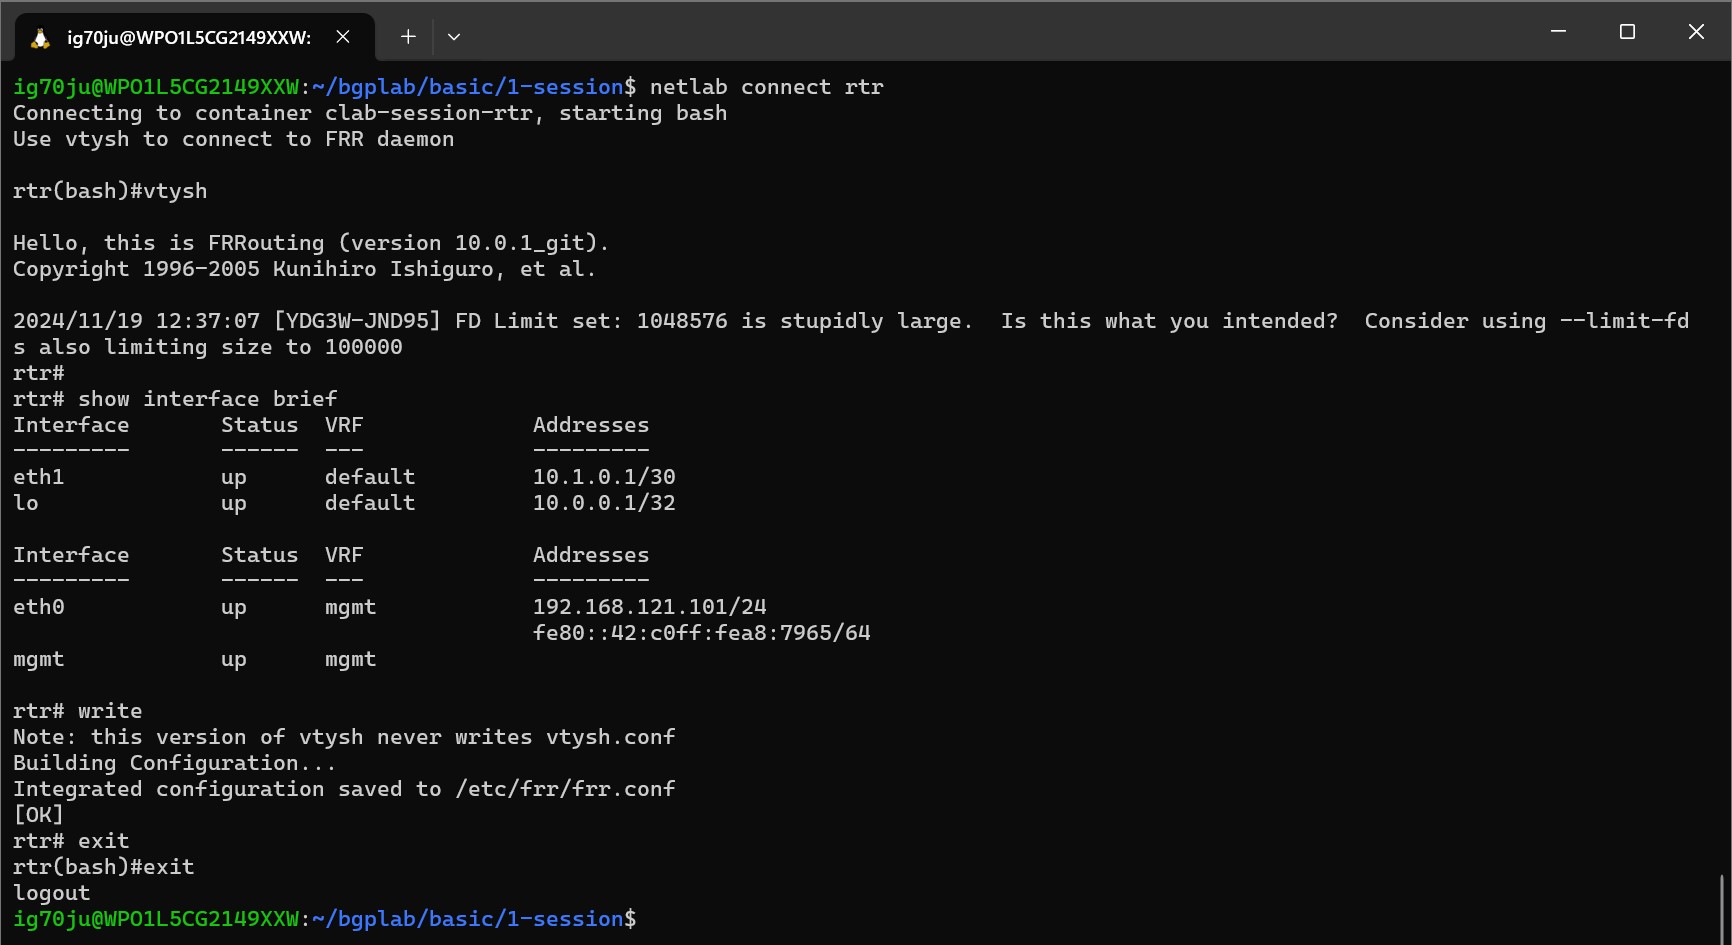 ig70ju@WPO1L5CG2149XXW:
ig70ju@WPO1L5CG2149XXW:~/bgplab/basic/1-session$ netlab connect rtr
Connecting to container clab-session-rtr, starting bash
Use vtysh to connect to FRR daemon
rtr(bash)#vtysh
Hello, this is FRRouting (version 10.0.1_git).
Copyright 1996-2005 Kunihiro Ishiguro, et al.
2024/11/19 12:37:07 [YDG3W-JND95] FD Limit set: 1048576 is stupidly large.  Is this what you intended?  Consider using --limit-fd
s also limiting size to 100000
rtr#
rtr# show interface brief
Interface       Status  VRF             Addresses
---------       ------  ---             ---------
eth1            up      default         10.1.0.1/30
lo              up      default         10.0.0.1/32
Interface       Status  VRF             Addresses
---------       ------  ---             ---------
eth0            up      mgmt            192.168.121.101/24
                                        fe80::42:c0ff:fea8:7965/64
mgmt            up      mgmt
rtr# write
Note: this version of vtysh never writes vtysh.conf
Building Configuration...
Integrated configuration saved to /etc/frr/frr.conf
[OK]
rtr# exit
rtr(bash)#exit
logout
ig70ju@WPO1L5CG2149XXW:~/bgplab/basic/1-session$